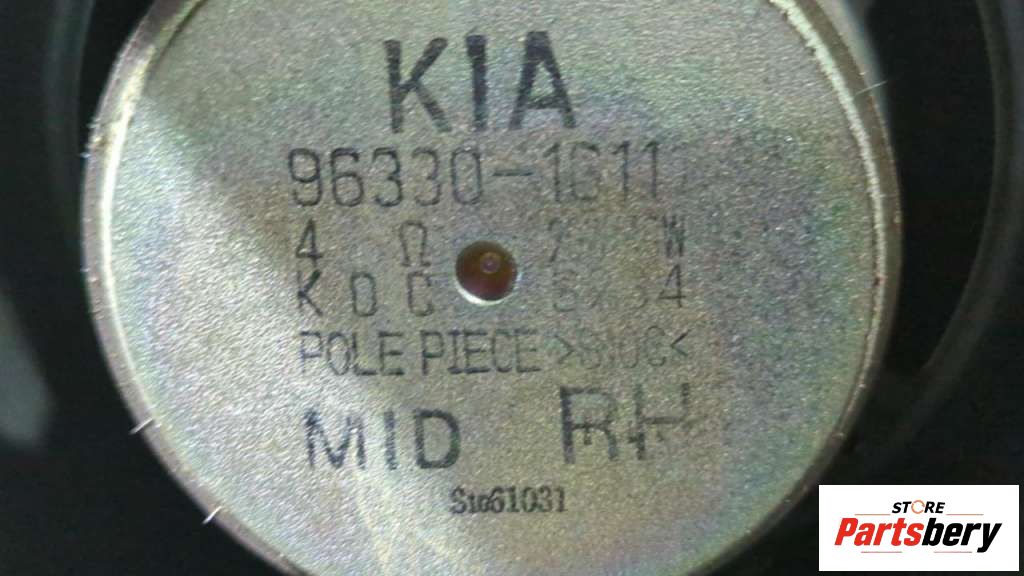 KIA
96330-1G11
4 Ω W
K D C
POLE PIECE
MID RH
S1061031
STORE
Partsbery